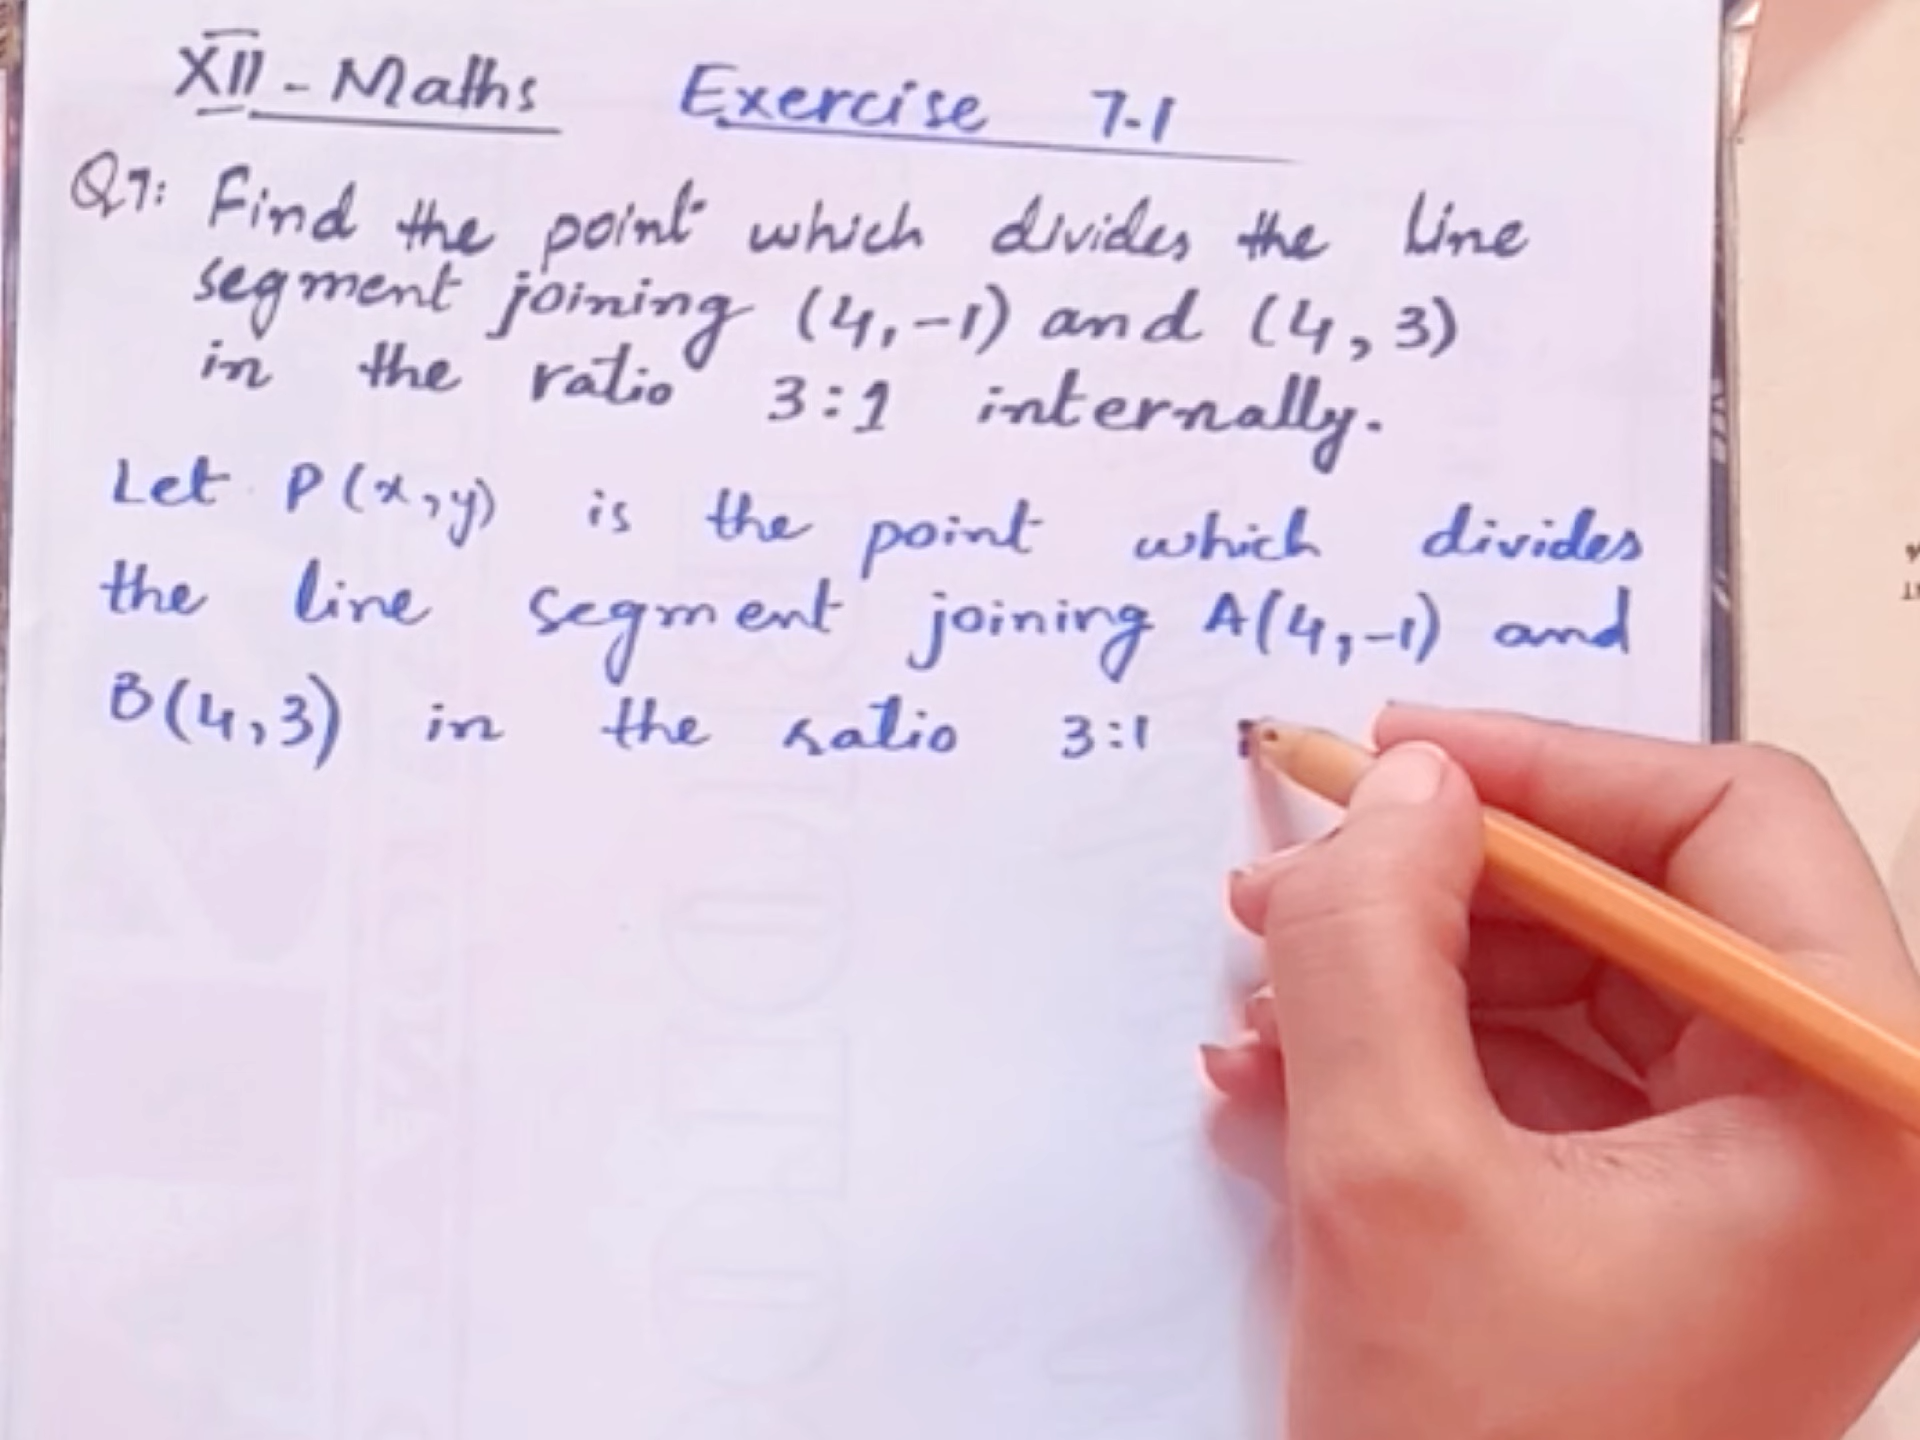 XII - Maths Exercise 7.1
Q7: Find the point which divides the line
segment joining (4,-1) and (4,3)
in the ratio 3:1 internally.
Let P(x,y) is the point which divides
the line segment joining A(4,-1) and
B(4,3) in the ratio 3:1